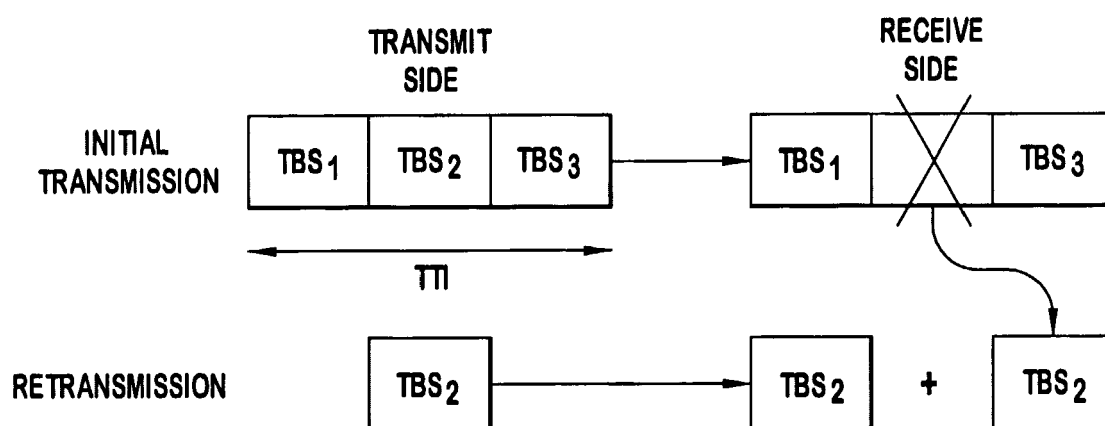 TRANSMIT
SIDE
RECEIVE
SIDE
INITIAL
TRANSMISSION
TBS1 TBS2 TBS3
TBS1 TBS3
TTI
RETRANSMISSION
TBS2
TBS2 + TBS2